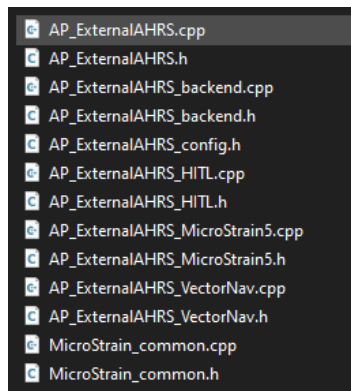 AP_ExternalAHRS.cpp
AP_ExternalAHRS.h
AP_ExternalAHRS_backend.cpp
AP_ExternalAHRS_backend.h
AP_ExternalAHRS_config.h
AP_ExternalAHRS_HITL.cpp
AP_ExternalAHRS_HITL.h
AP_ExternalAHRS_MicroStrain5.cpp
AP_ExternalAHRS_MicroStrain5.h
AP_ExternalAHRS_VectorNav.cpp
AP_ExternalAHRS_VectorNav.h
MicroStrain_common.cpp
MicroStrain_common.h